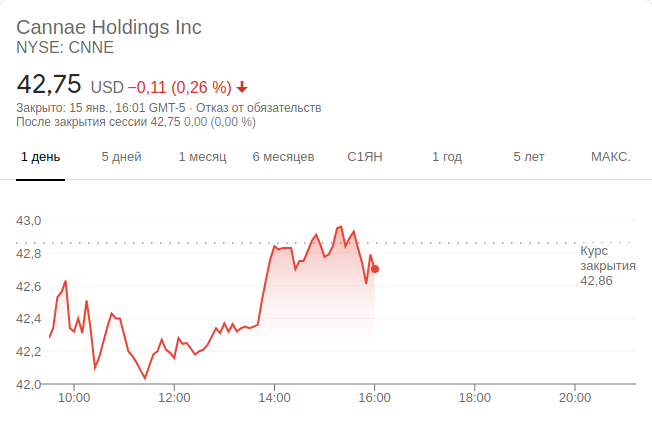 Cannae Holdings Inc
NYSE: CNNE
42,75 USD −0,11 (0,26 %)
Закрыто: 15 янв., 16:01 GMT-5 · Отказ от обязательств
После закрытия сессии 42,75 0,00 (0,00 %)
1 день 5 дней 1 месяц 6 месяцев С1ЯН 1 год 5 лет МАКС.
43,0
42,8
42,6
42,4
42,2
42,0
Курс
закрытия
42,86
10:00 12:00 14:00 16:00 18:00 20:00